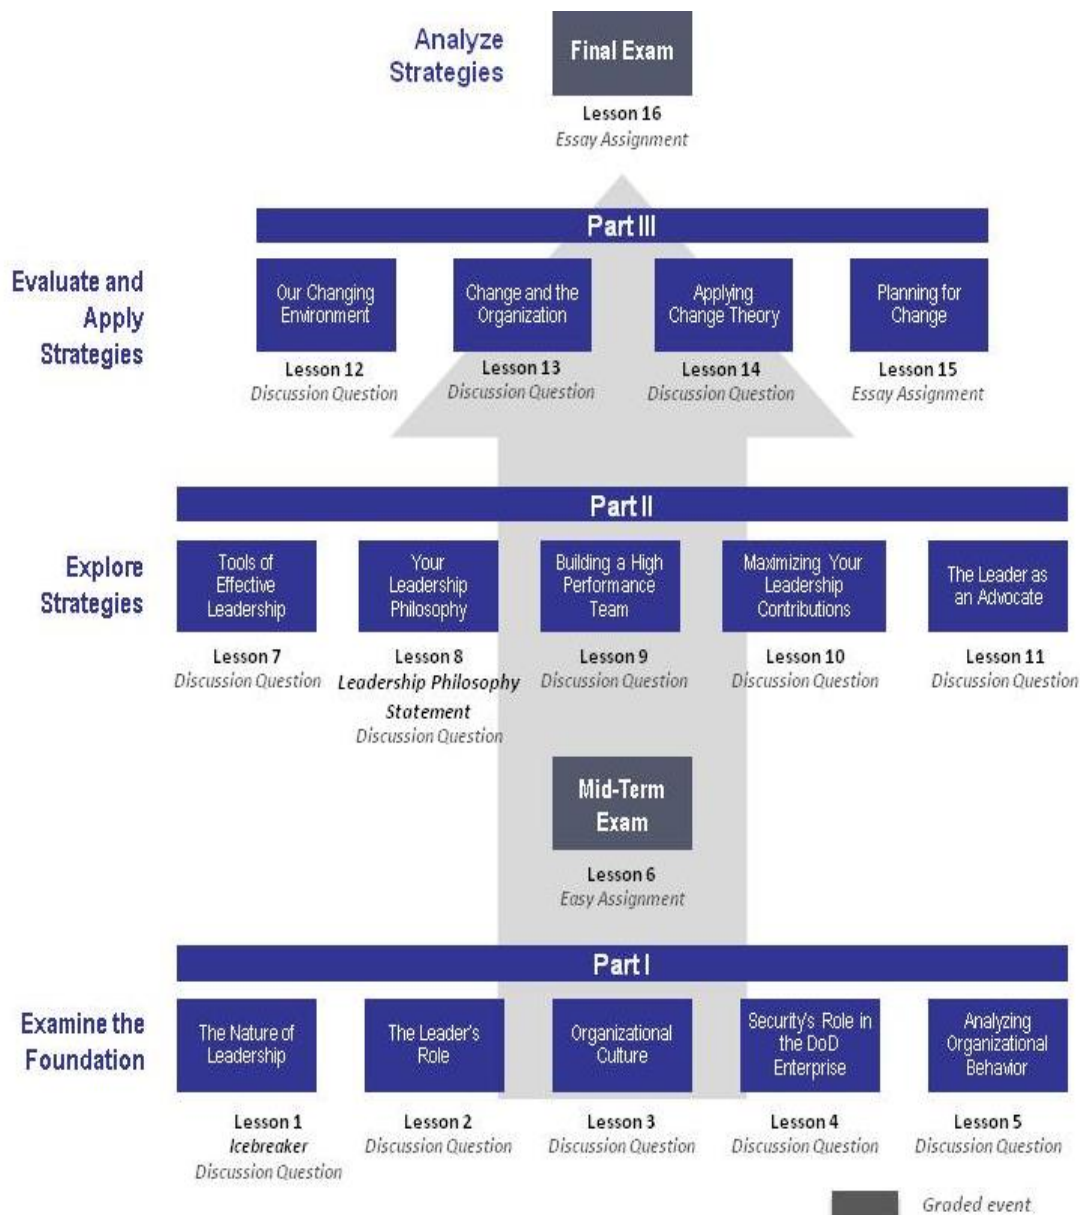 Analyze
Strategies
Final Exam
Lesson 16
Essay Assignment
Part III
Evaluate and
Apply
Strategies
Our Changing
Environment
Lesson 12
Discussion Question
Change and the
Organization
Lesson 13
Discussion Question
Applying
Change Theory
Lesson 14
Discussion Question
Planning for
Change
Lesson 15
Essay Assignment
Part II
Explore
Strategies
Tools of
Effective
Leadership
Lesson 7
Discussion Question
Your
Leadership
Philosophy
Lesson 8
Leadership Philosophy
Statement
Discussion Question
Building a High
Performance
Team
Lesson 9
Discussion Question
Maximizing Your
Leadership
Contributions
Lesson 10
Discussion Question
The Leader as
an Advocate
Lesson 11
Discussion Question
Mid-Term
Exam
Lesson 6
Easy Assignment
Part I
Examine the
Foundation
The Nature of
Leadership
Lesson 1
Icebreaker
Discussion Question
The Leader's
Role
Lesson 2
Discussion Question
Organizational
Culture
Lesson 3
Discussion Question
Security's Role in
the DoD
Enterprise
Lesson 4
Discussion Question
Analyzing
Organizational
Behavior
Lesson 5
Discussion Question
Graded event